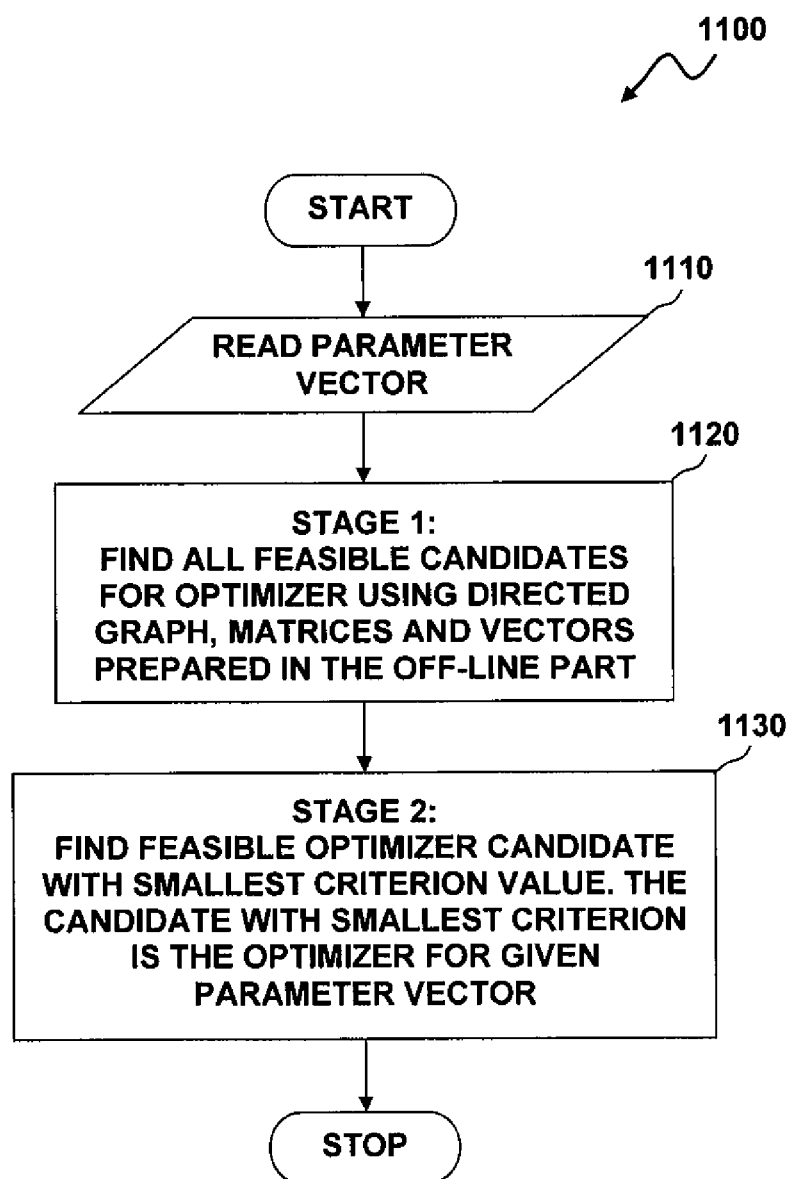 1100
START
1110
READ PARAMETER
VECTOR
1120
STAGE 1:
FIND ALL FEASIBLE CANDIDATES
FOR OPTIMIZER USING DIRECTED
GRAPH, MATRICES AND VECTORS
PREPARED IN THE OFF-LINE PART
1130
STAGE 2:
FIND FEASIBLE OPTIMIZER CANDIDATE
WITH SMALLEST CRITERION VALUE. THE
CANDIDATE WITH SMALLEST CRITERION
IS THE OPTIMIZER FOR GIVEN
PARAMETER VECTOR
STOP